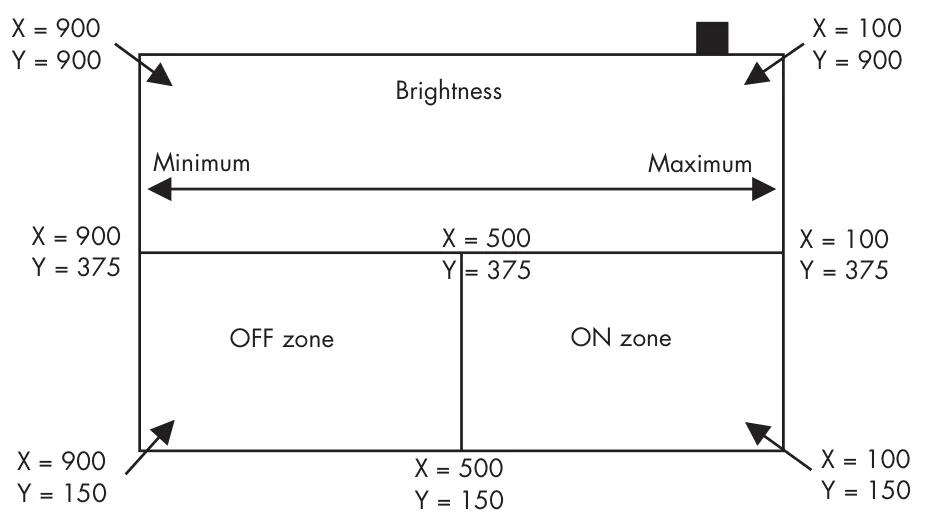 X = 900
Y = 900
X = 100
Y = 900
Brightness
Minimum
Maximum
X = 900
Y = 375
X = 500
Y = 375
X = 100
Y = 375
OFF zone
ON zone
X = 900
Y = 150
X = 500
Y = 150
X = 100
Y = 150